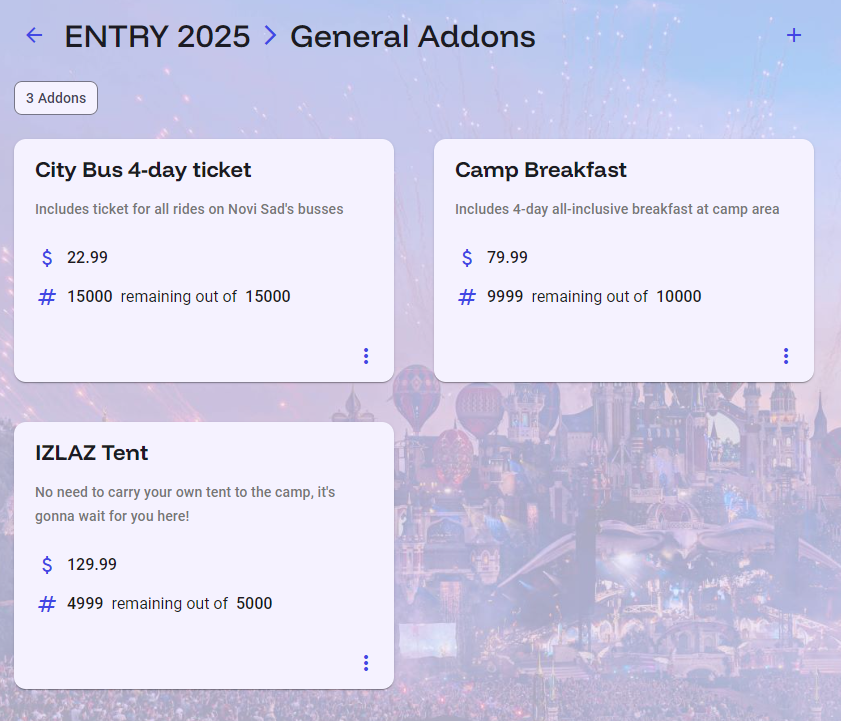 ENTRY 2025 > General Addons
3 Addons
City Bus 4-day ticket
Includes ticket for all rides on Novi Sad's busses
$ 22.99
# 15000 remaining out of 15000
Camp Breakfast
Includes 4-day all-inclusive breakfast at camp area
$ 79.99
# 9999 remaining out of 10000
IZLAZ Tent
No need to carry your own tent to the camp, it's
gonna wait for you here!
$ 129.99
# 4999 remaining out of 5000